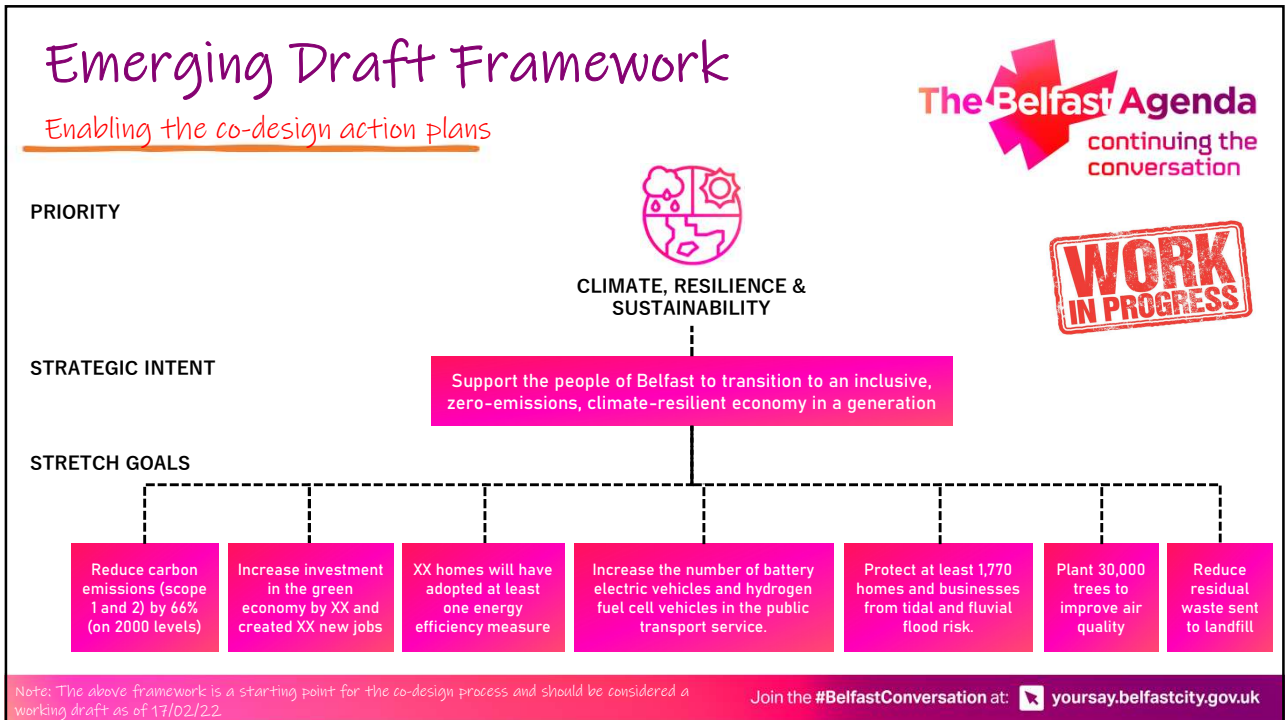 Emerging Draft Framework
Enabling the co-design action plans
The Belfast Agenda
continuing the
conversation
PRIORITY
CLIMATE, RESILIENCE &
SUSTAINABILITY
WORK
IN PROGRESS
STRATEGIC INTENT
Support the people of Belfast to transition to an inclusive,
zero-emissions, climate-resilient economy in a generation
STRETCH GOALS
Reduce carbon
emissions (scope
1 and 2) by 66%
(on 2000 levels)
Increase investment
in the green
economy by XX and
created XX new jobs
XX homes will have
adopted at least
one energy
efficiency measure
Increase the number of battery
electric vehicles and hydrogen
fuel cell vehicles in the public
transport service.
Protect at least 1,770
homes and businesses
from tidal and fluvial
flood risk.
Plant 30,000
trees to
improve air
quality
Reduce
residual
waste sent
to landfill
Note: The above framework is a starting point for the co-design process and should be considered a
working draft as of 17/02/22
Join the #BelfastConversation at: yoursay.belfastcity.gov.uk